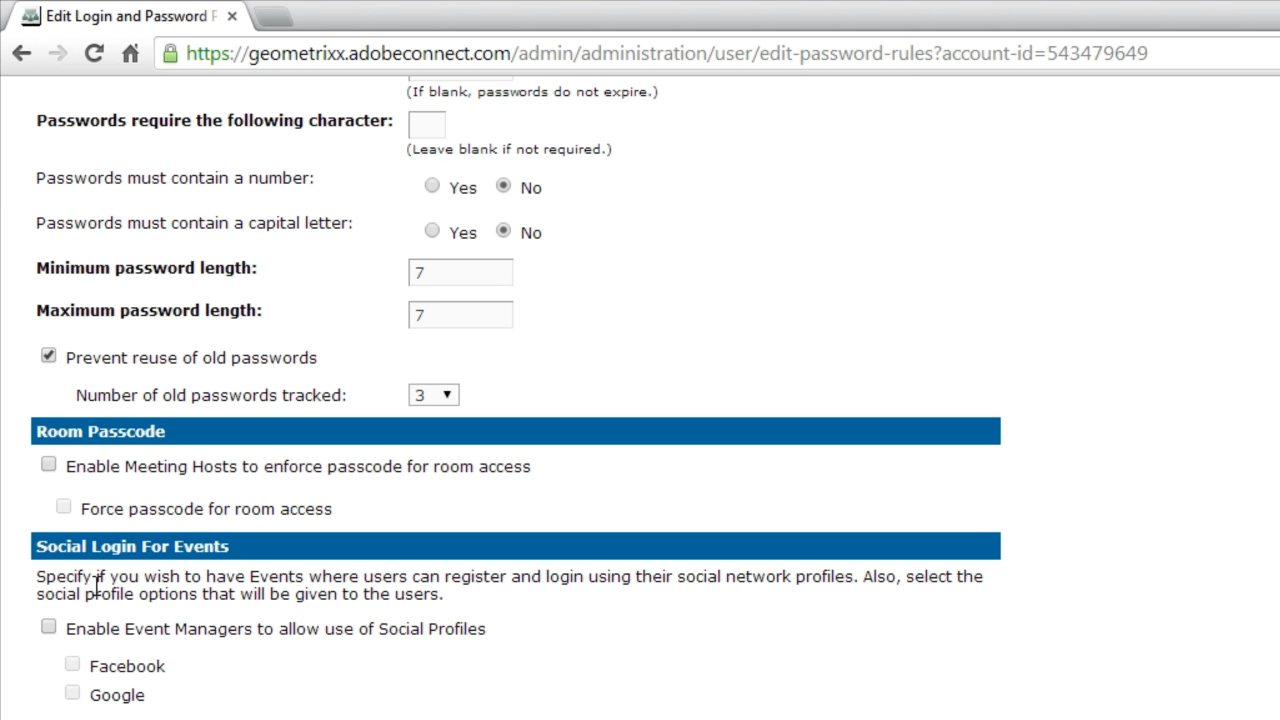 Edit Login and Password F
https://geometrixx.adobeconnect.com/admin/administration/user/edit-password-rules?account-id=543479649
(If blank, passwords do not expire.)
Passwords require the following character:
(Leave blank if not required.)
Passwords must contain a number: Yes No
Passwords must contain a capital letter: Yes No
Minimum password length: 7
Maximum password length: 7
Prevent reuse of old passwords
Number of old passwords tracked: 3
Room Passcode
Enable Meeting Hosts to enforce passcode for room access
Force passcode for room access
Social Login For Events
Specify if you wish to have Events where users can register and login using their social network profiles. Also, select the
social profile options that will be given to the users.
Enable Event Managers to allow use of Social Profiles
Facebook
Google